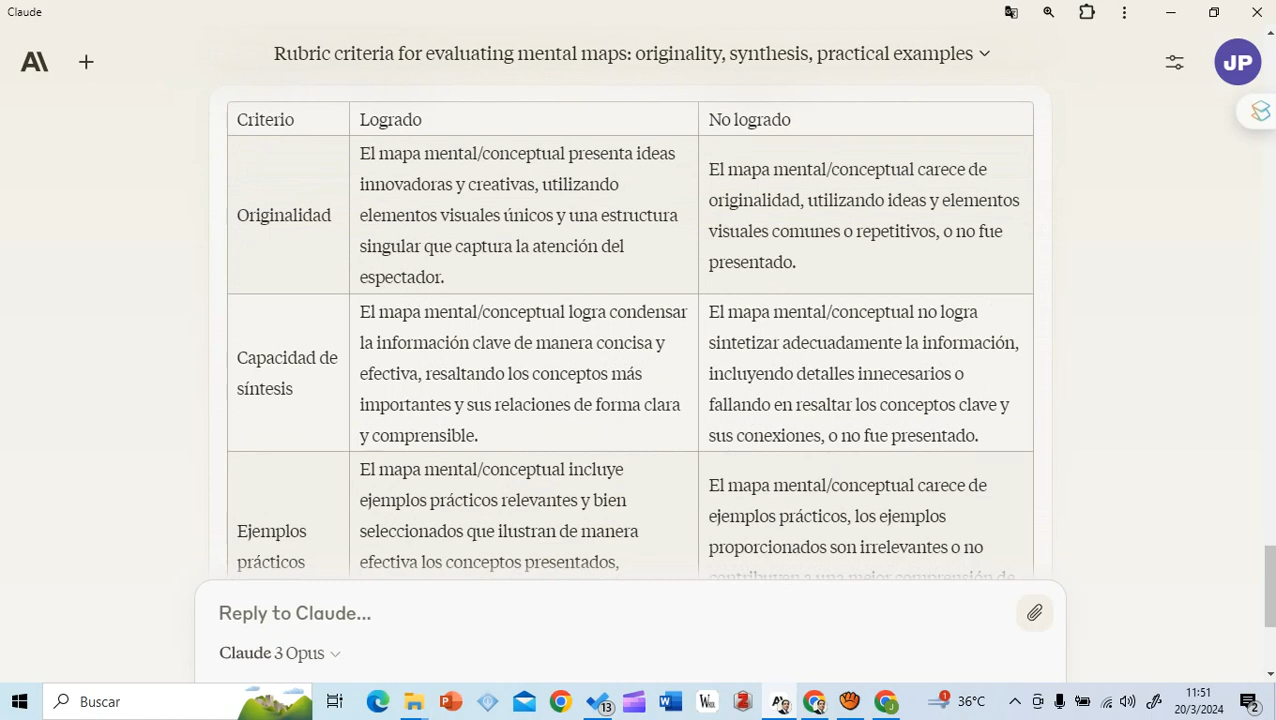 Claude
Rubric criteria for evaluating mental maps: originality, synthesis, practical examples
JP
Criterio
Logrado
No logrado
Originalidad
El mapa mental/conceptual presenta ideas
innovadoras y creativas, utilizando
elementos visuales únicos y una estructura
singular que captura la atención del
espectador.
El mapa mental/conceptual carece de
originalidad, utilizando ideas y elementos
visuales comunes o repetitivos, o no fue
presentado.
Capacidad de
síntesis
El mapa mental/conceptual logra condensar
la información clave de manera concisa y
efectiva, resaltando los conceptos más
importantes y sus relaciones de forma clara
y comprensible.
El mapa mental/conceptual no logra
sintetizar adecuadamente la información,
incluyendo detalles innecesarios o
fallando en resaltar los conceptos clave y
sus conexiones, o no fue presentado.
Ejemplos
prácticos
El mapa mental/conceptual incluye
ejemplos prácticos relevantes y bien
seleccionados que ilustran de manera
efectiva los conceptos presentados,
El mapa mental/conceptual carece de
ejemplos prácticos, los ejemplos
proporcionados son irrelevantes o no
contribuyen a una mejor comprensión de
Reply to Claude...
Claude 3 Opus
Buscar
13
1
36°C
11:51
20/3/2024
2